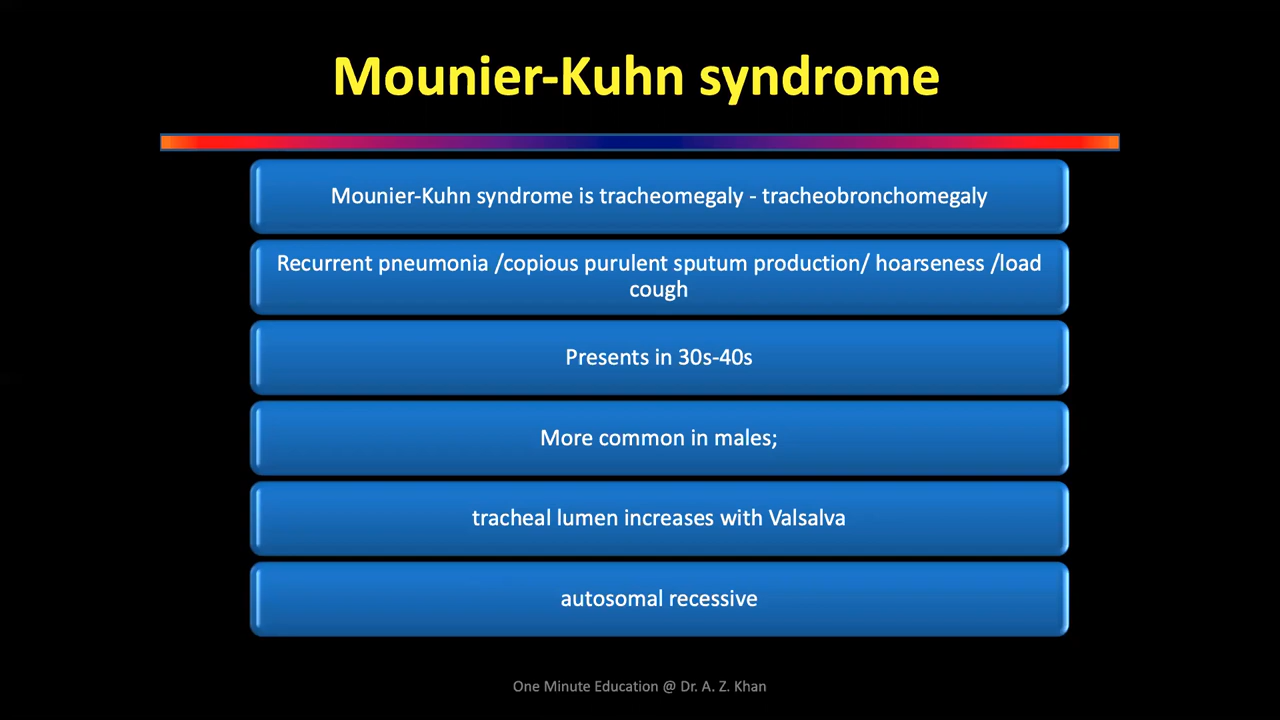 Mounier-Kuhn syndrome
Mounier-Kuhn syndrome is tracheomegaly - tracheobronchomegaly
Recurrent pneumonia /copious purulent sputum production/ hoarseness /load
cough
Presents in 30s-40s
More common in males;
tracheal lumen increases with Valsalva
autosomal recessive
One Minute Education @ Dr. A. Z. Khan